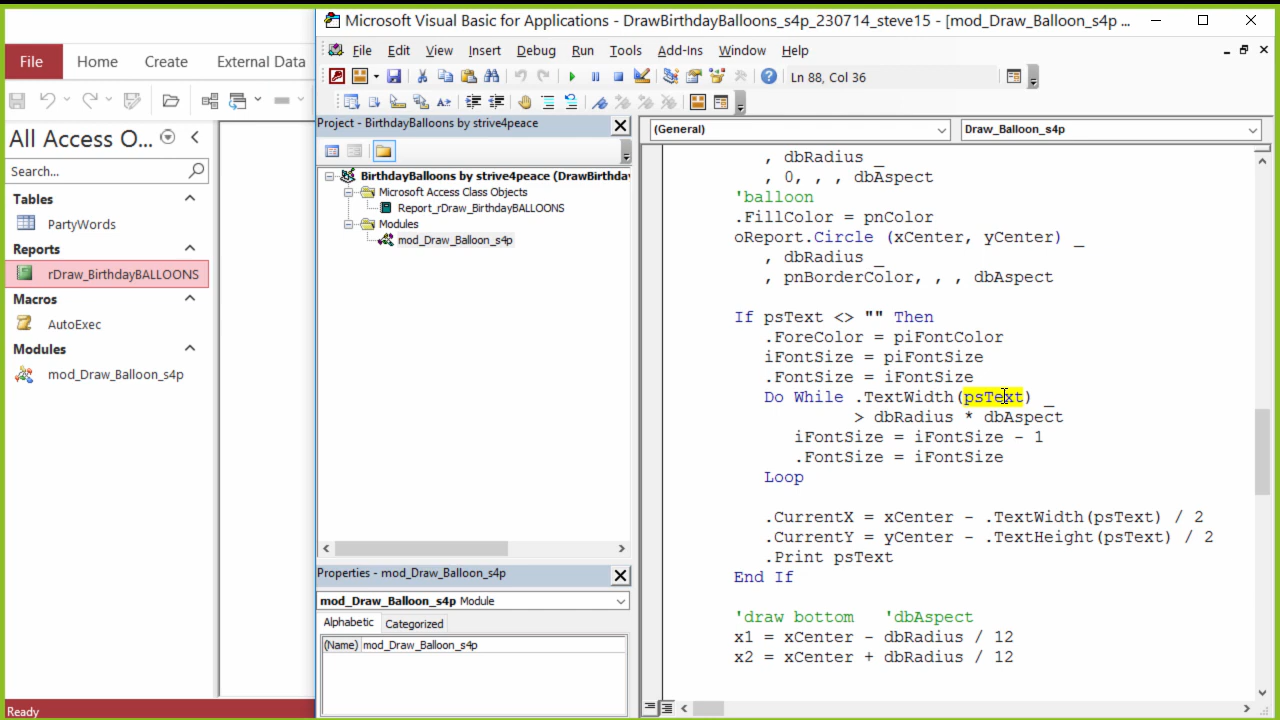 Microsoft Visual Basic for Applications - DrawBirthdayBalloons_s4p_230714_steve15 - [mod_Draw_Balloon_s4p ...
File Home Create External Data
File Edit View Insert Debug Run Tools Add-Ins Window Help
Ln 88, Col 36
All Access O...
Search...
Tables
PartyWords
Reports
rDraw_BirthdayBALLOONS
Macros
AutoExec
Modules
mod_Draw_Balloon_s4p
Ready
Project - BirthdayBalloons by strive4peace
BirthdayBalloons by strive4peace (DrawBirthda
Microsoft Access Class Objects
Report_rDraw_BirthdayBALLOONS
Modules
mod_Draw_Balloon_s4p
Properties - mod_Draw_Balloon_s4p
mod_Draw_Balloon_s4p Module
Alphabetic Categorized
(Name) mod_Draw_Balloon_s4p
(General) Draw_Balloon_s4p
, dbRadius _
, 0, , , dbAspect
'balloon
.FillColor = pnColor
oReport.Circle (xCenter, yCenter) _
, dbRadius _
, pnBorderColor, , , dbAspect
If psText <> "" Then
.ForeColor = piFontColor
iFontSize = piFontSize
.FontSize = iFontSize
Do While .TextWidth(psText) _
> dbRadius * dbAspect
iFontSize = iFontSize - 1
.FontSize = iFontSize
Loop
.CurrentX = xCenter - .TextWidth(psText) / 2
.CurrentY = yCenter - .TextHeight(psText) / 2
.Print psText
End If
'draw bottom 'dbAspect
x1 = xCenter - dbRadius / 12
x2 = xCenter + dbRadius / 12